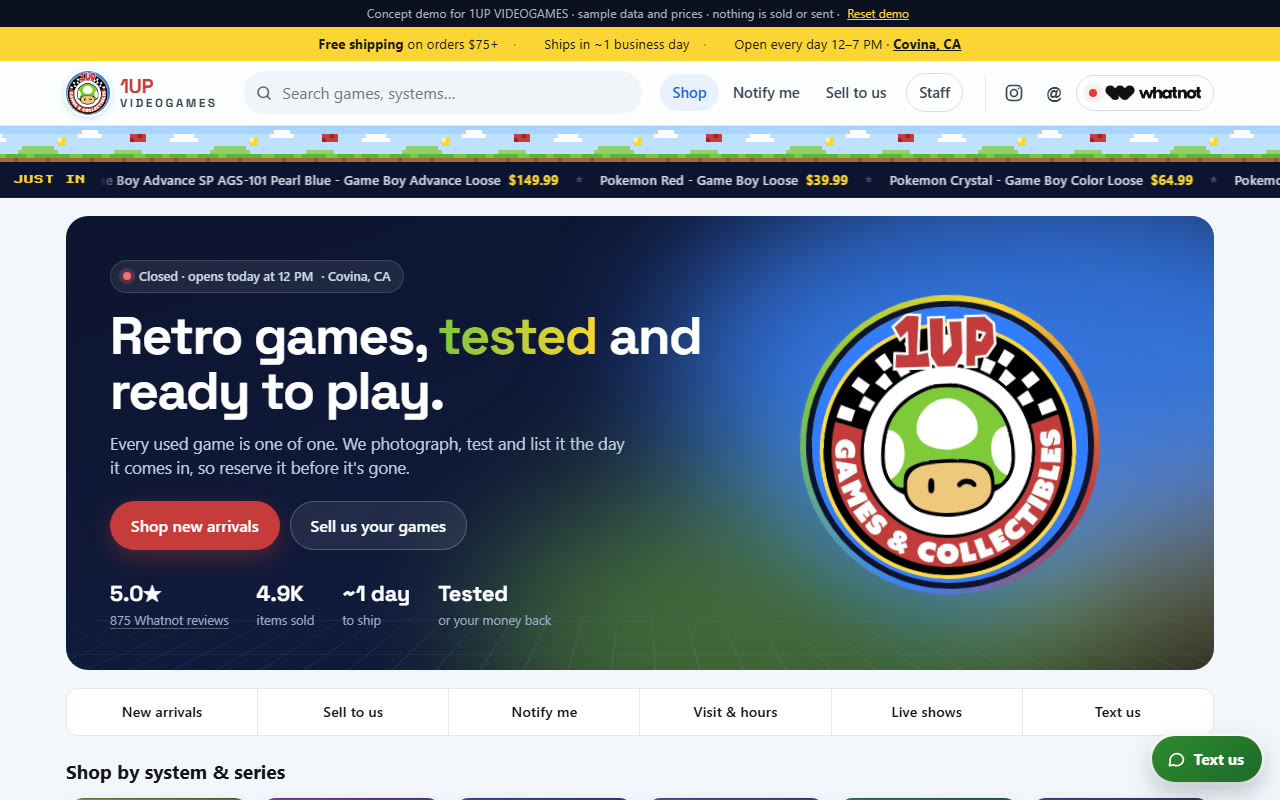 Concept demo for 1UP VIDEOGAMES · sample data and prices · nothing is sold or sent · Reset demo
Free shipping on orders $75+ · Ships in ~1 business day · Open every day 12–7 PM · Covina, CA
1UP
VIDEOGAMES
Search games, systems...
Shop
Notify me
Sell to us
Staff
@
whatnot
JUST IN
e Boy Advance SP AGS-101 Pearl Blue - Game Boy Advance Loose $149.99 ★ Pokemon Red - Game Boy Loose $39.99 ★ Pokemon Crystal - Game Boy Color Loose $64.99 ★
Closed · opens today at 12 PM · Covina, CA
Retro games, tested and
ready to play.
Every used game is one of one. We photograph, test and list it the day
it comes in, so reserve it before it's gone.
Shop new arrivals
Sell us your games
5.0★
875 Whatnot reviews
4.9K
items sold
~1 day
to ship
Tested
or your money back
1UP
GAMES & COLLECTIBLES
New arrivals
Sell to us
Notify me
Visit & hours
Live shows
Text us
Shop by system & series
Text us